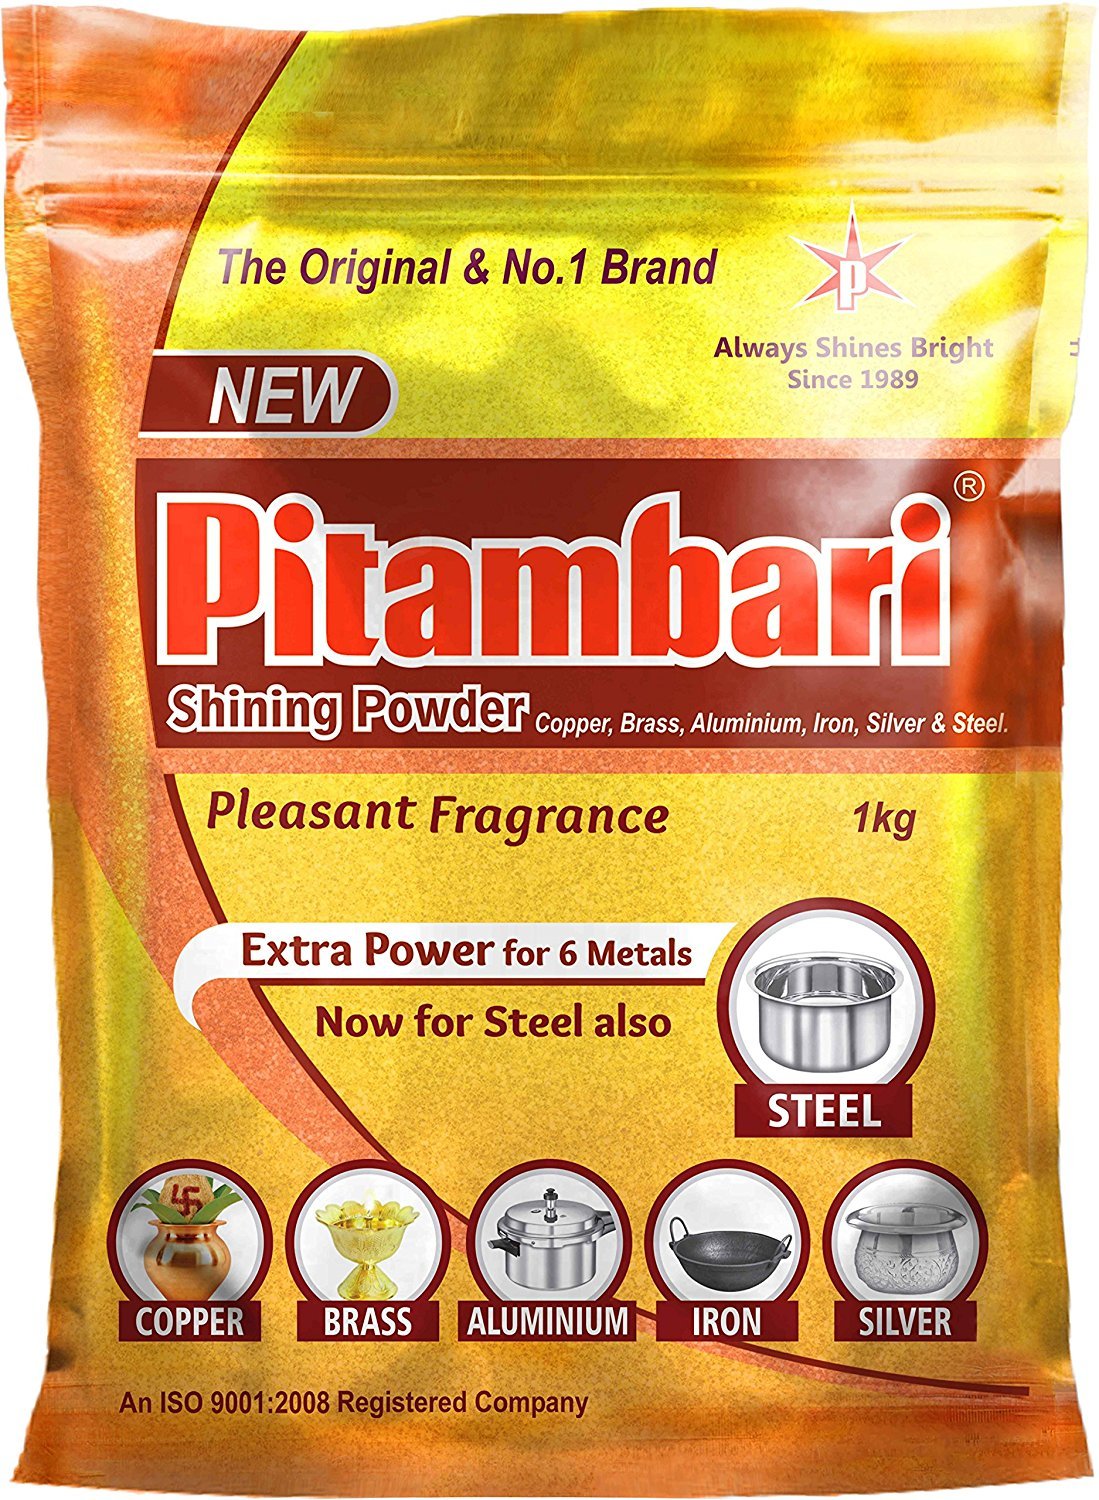 The Original & No.1 Brand
P
Always Shines Bright
Since 1989
NEW
Pitambari®
Shining Powder Copper, Brass, Aluminium, Iron, Silver & Steel.
Pleasant Fragrance 1kg
Extra Power for 6 Metals
Now for Steel also
STEEL
COPPER BRASS ALUMINIUM IRON SILVER
An ISO 9001:2008 Registered Company